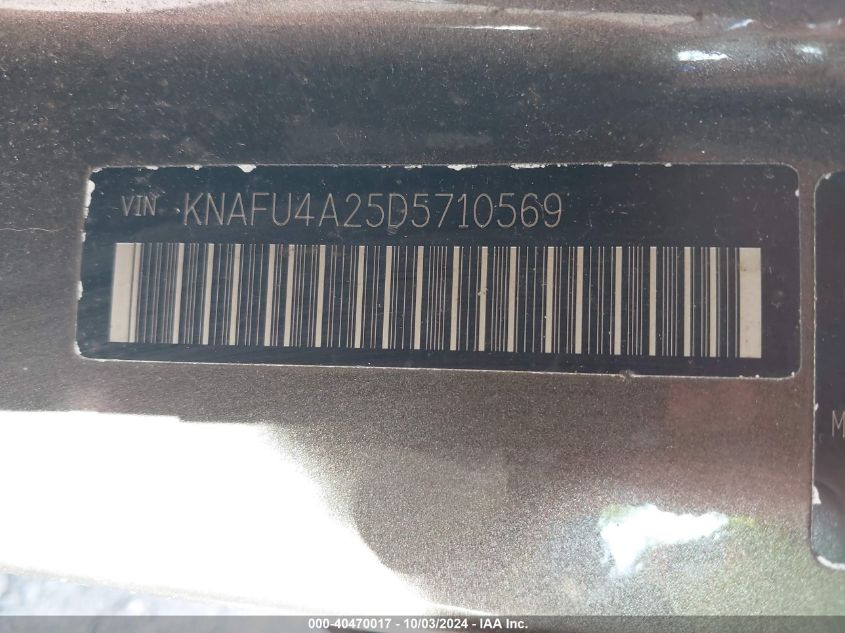 VIN KNAFU4A25D5710569
M
000-40470017 - 10/03/2024 - IAA Inc.